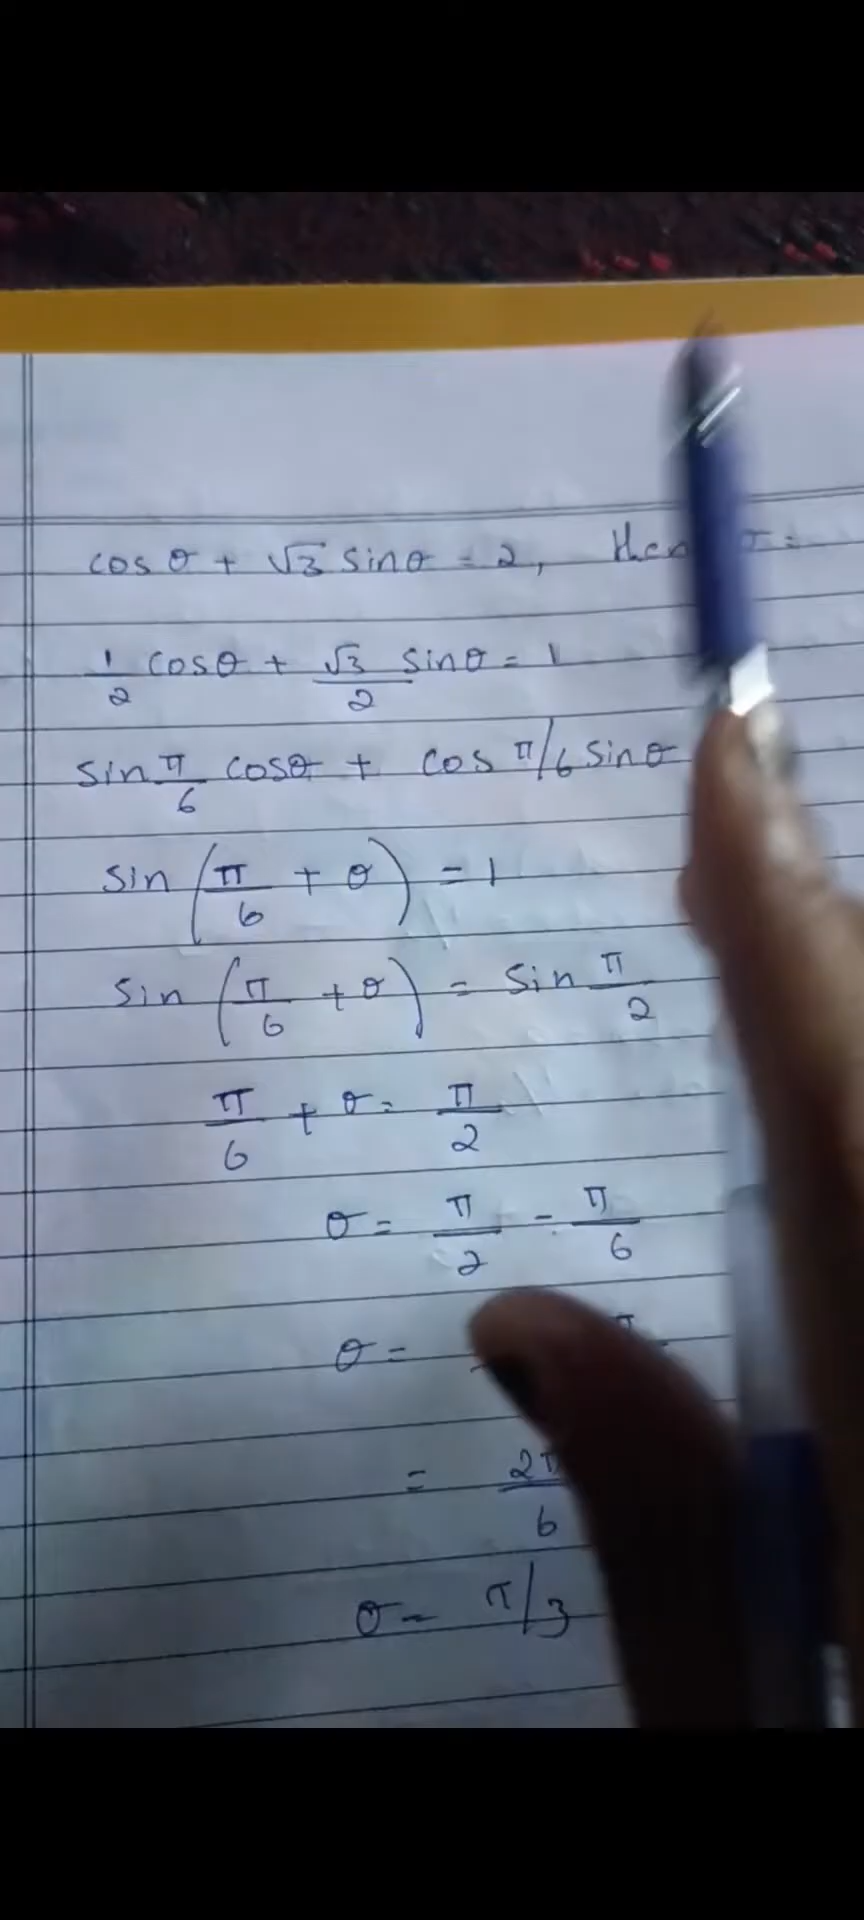 cos θ + √3 sin θ = 2,
1/2 cos θ + √3/2 sin θ = 1
sin π/6 cos θ + cos π/6 sin θ
sin (π/6 + θ) = 1
sin (π/6 + θ) = sin π/2
π/6 + θ = π/2
θ = π/2 - π/6
θ =
= 2π/6
θ = π/3